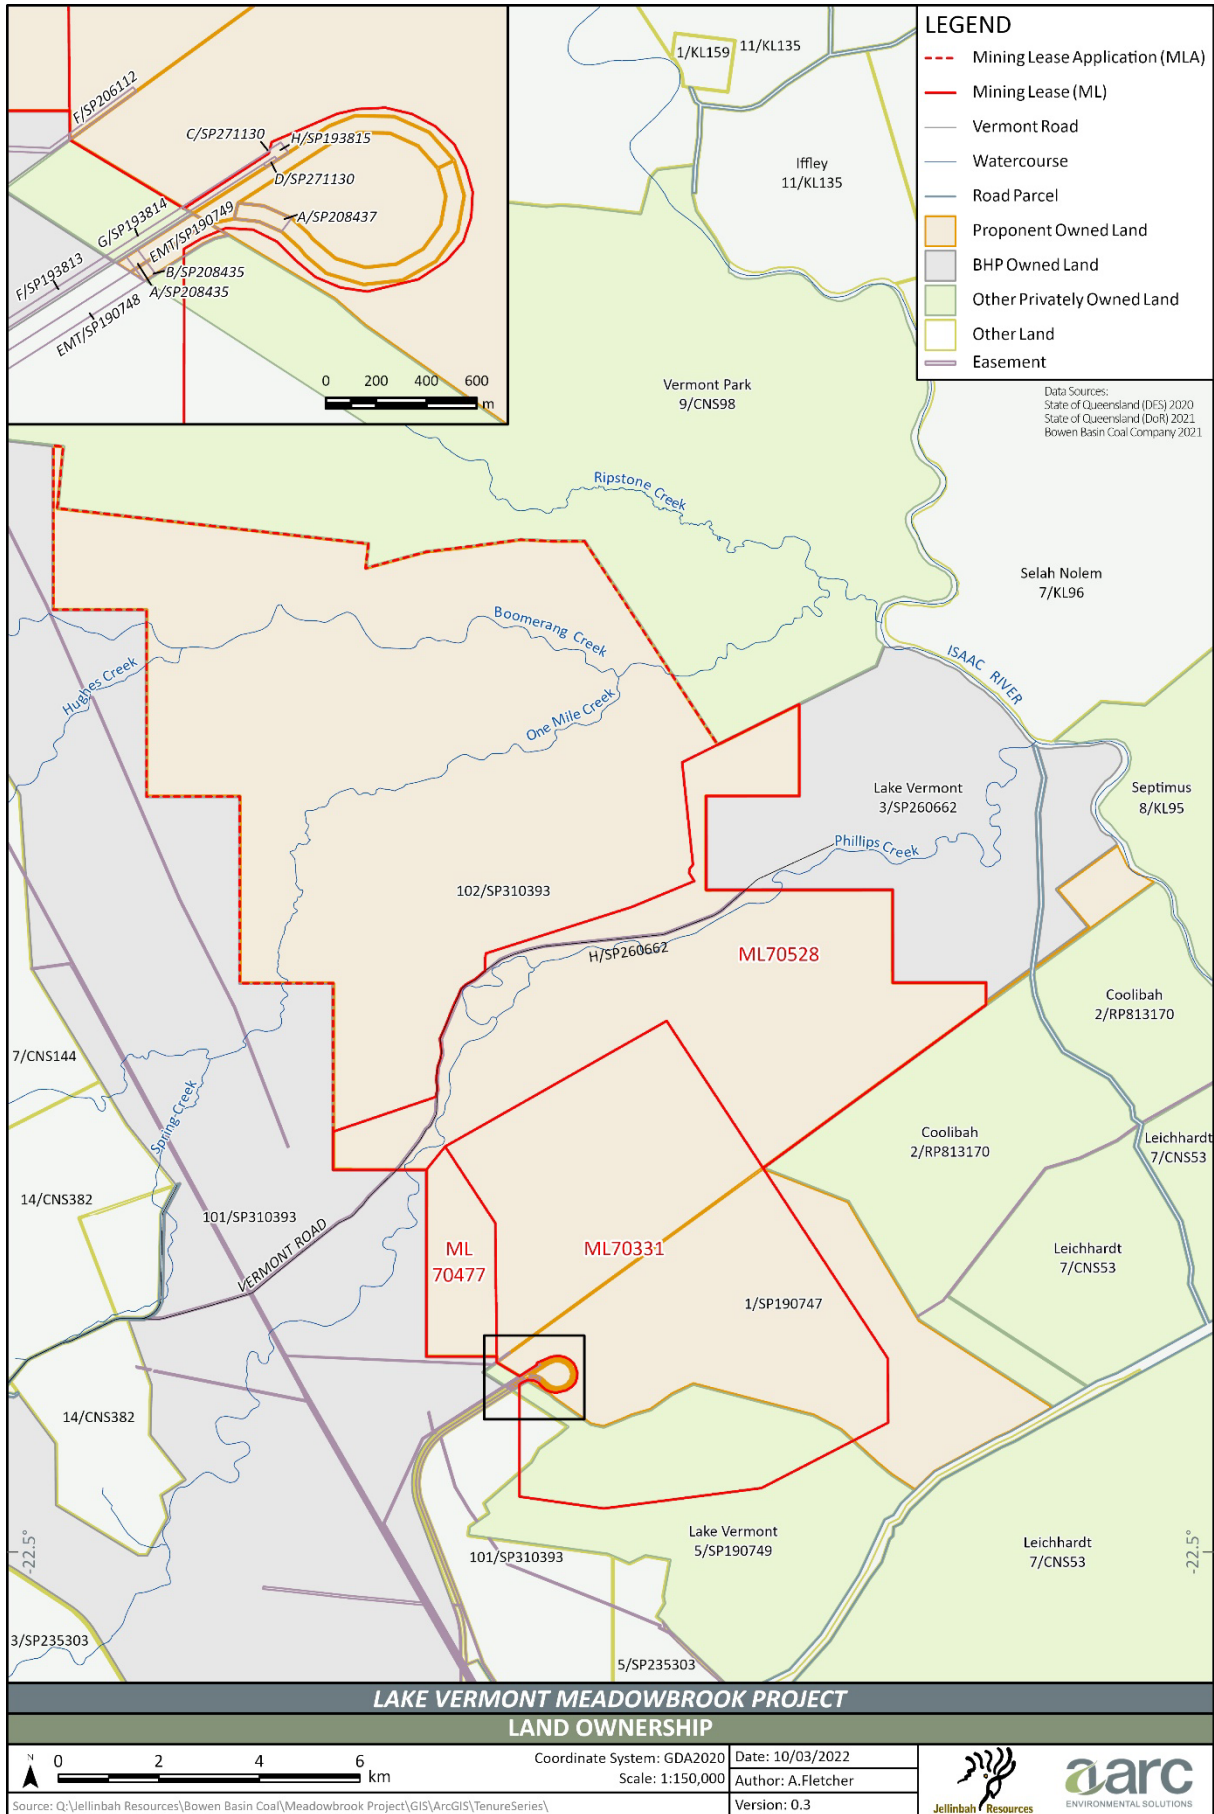 LEGEND
Mining Lease Application (MLA)
Mining Lease (ML)
Vermont Road
Watercourse
Road Parcel
Proponent Owned Land
BHP Owned Land
Other Privately Owned Land
Other Land
Easement
Data Sources:
State of Queensland (DES) 2020
State of Queensland (DoR) 2021
Bowen Basin Coal Company 2021
F/SP206112
C/SP271130
H/SP193815
D/SP271130
A/SP208437
G/SP193814
EMT/SP190749
F/SP193813
B/SP208435
A/SP208435
EMT/SP190748
0 200 400 600
m
1/KL159
11/KL135
Iffley
11/KL135
Vermont Park
9/CNS98
Ripstone Creek
Selah Nolem
7/KL96
Boomerang Creek
ISAAC RIVER
Hughes Creek
One Mile Creek
Lake Vermont
3/SP260662
Septimus
8/KL95
Phillips Creek
102/SP310393
H/SP260662
ML70528
Coolibah
2/RP813170
7/CNS144
Spring Creek
Coolibah
2/RP813170
Leichhardt
7/CNS53
14/CNS382
101/SP310393
VERMONT ROAD
ML
70477
ML70331
Leichhardt
7/CNS53
1/SP190747
14/CNS382
Lake Vermont
5/SP190749
101/SP310393
Leichhardt
7/CNS53
-22.5°
-22.5°
3/SP235303
5/SP235303
LAKE VERMONT MEADOWBROOK PROJECT
LAND OWNERSHIP
N
0 2 4 6
km
Coordinate System: GDA2020
Scale: 1:150,000
Date: 10/03/2022
Author: A.Fletcher
Version: 0.3
Source: Q:\Jellinbah Resources\Bowen Basin Coal\Meadowbrook Project\GIS\ArcGIS\TenureSeries\
Jellinbah Resources
aarc
ENVIRONMENTAL SOLUTIONS